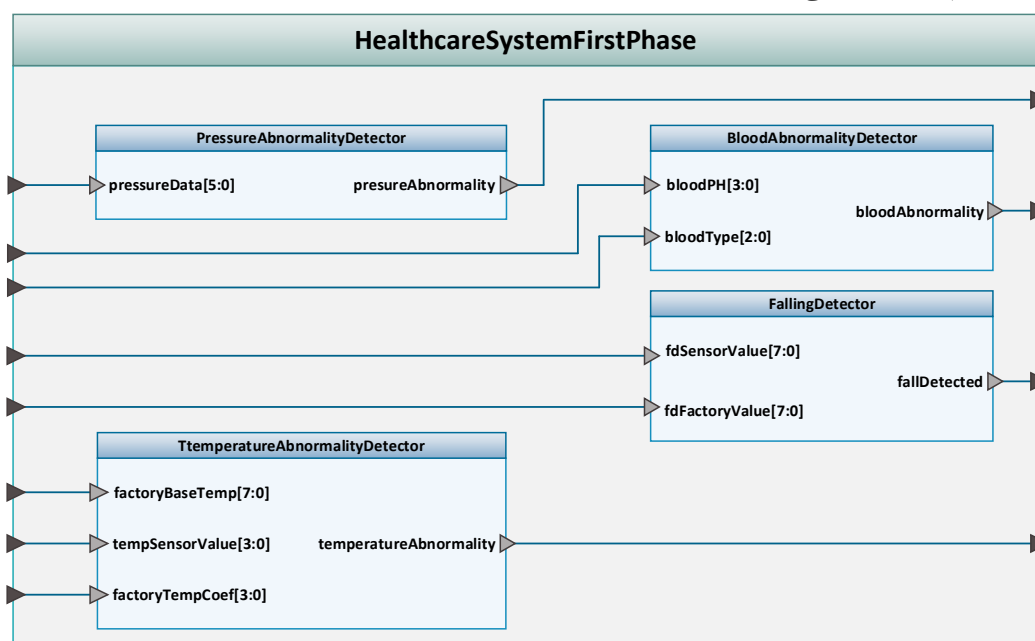 HealthcareSystemFirstPhase
PressureAbnormalityDetector
pressureData[5:0]
presureAbnormality
BloodAbnormalityDetector
bloodPH[3:0]
bloodType[2:0]
bloodAbnormality
FallingDetector
fdSensorValue[7:0]
fdFactoryValue[7:0]
fallDetected
TtemperatureAbnormalityDetector
factoryBaseTemp[7:0]
tempSensorValue[3:0]
factoryTempCoef[3:0]
temperatureAbnormality